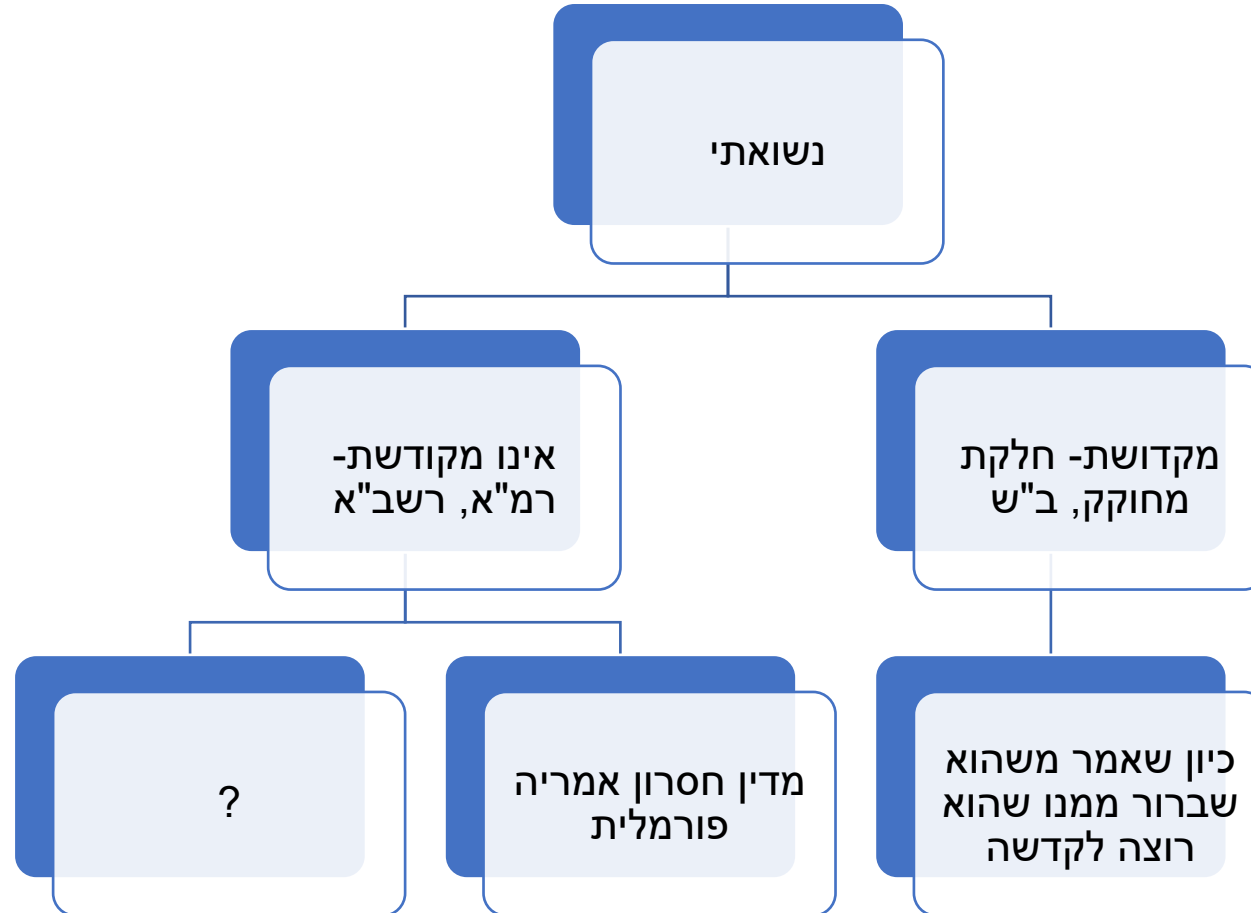 נשואתי
מקדושת- חלקת
מחוקק, ב"ש
אינו מקודשת-
רמ"א, רשב"א
כיון שאמר משהוא
שברור ממנו שהוא
רוצה לקדשה
מדין חסרון אמריה
פורמלית
?